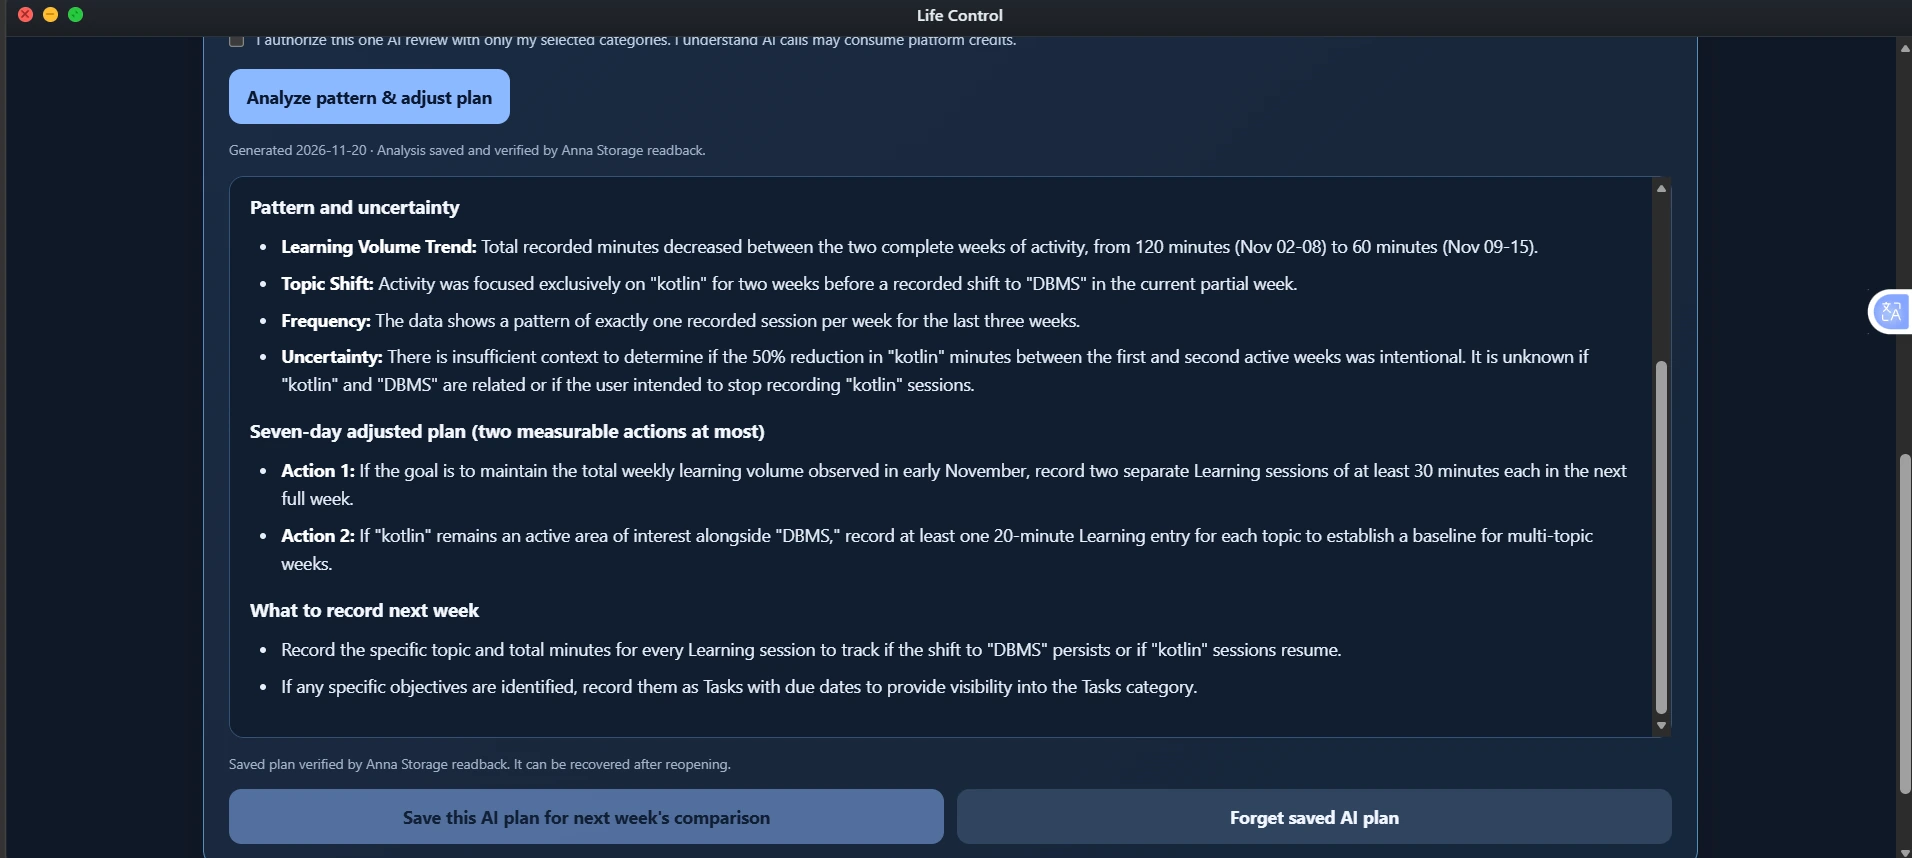 Life Control
I authorize this one AI review with only my selected categories. I understand AI calls may consume platform credits.
Analyze pattern & adjust plan
Generated 2026-11-20 · Analysis saved and verified by Anna Storage readback.
Pattern and uncertainty
• Learning Volume Trend: Total recorded minutes decreased between the two complete weeks of activity, from 120 minutes (Nov 02-08) to 60 minutes (Nov 09-15).
• Topic Shift: Activity was focused exclusively on "kotlin" for two weeks before a recorded shift to "DBMS" in the current partial week.
• Frequency: The data shows a pattern of exactly one recorded session per week for the last three weeks.
• Uncertainty: There is insufficient context to determine if the 50% reduction in "kotlin" minutes between the first and second active weeks was intentional. It is unknown if
"kotlin" and "DBMS" are related or if the user intended to stop recording "kotlin" sessions.
Seven-day adjusted plan (two measurable actions at most)
• Action 1: If the goal is to maintain the total weekly learning volume observed in early November, record two separate Learning sessions of at least 30 minutes each in the next
full week.
• Action 2: If "kotlin" remains an active area of interest alongside "DBMS," record at least one 20-minute Learning entry for each topic to establish a baseline for multi-topic
weeks.
What to record next week
• Record the specific topic and total minutes for every Learning session to track if the shift to "DBMS" persists or if "kotlin" sessions resume.
• If any specific objectives are identified, record them as Tasks with due dates to provide visibility into the Tasks category.
Saved plan verified by Anna Storage readback. It can be recovered after reopening.
Save this AI plan for next week's comparison
Forget saved AI plan